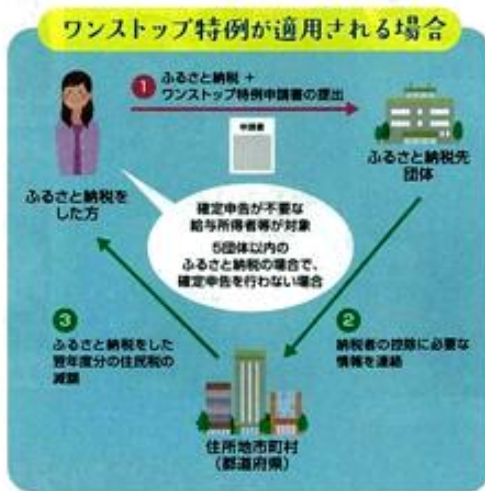 ワンストップ特例が適用される場合
1 ふるさと納税 +
ワンストップ特例申請書の提出
申請書
ふるさと納税を
した方
ふるさと納税先
団体
確定申告が不要な
給与所得者等が対象
5団体以内の
ふるさと納税の場合で、
確定申告を行わない場合
3
ふるさと納税をした
翌年度分の住民税の
減額
2
納税者の控除に必要な
情報を連絡
住所地市町村
(都道府県)